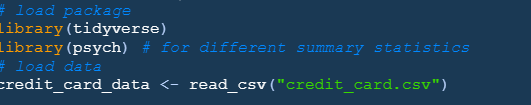 # load package
library(tidyverse)
library(psych) # for different summary statistics
# load data
credit_card_data <- read_csv("credit_card.csv")